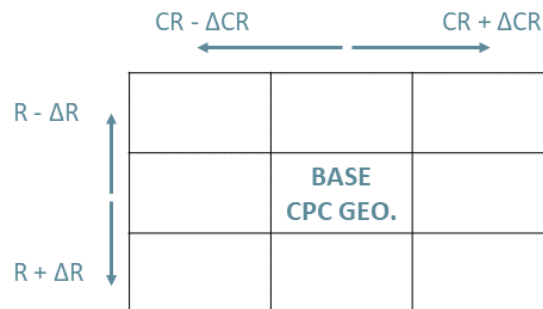 CR - ΔCR
CR + ΔCR
R - ΔR
BASE
CPC GEO.
R + ΔR